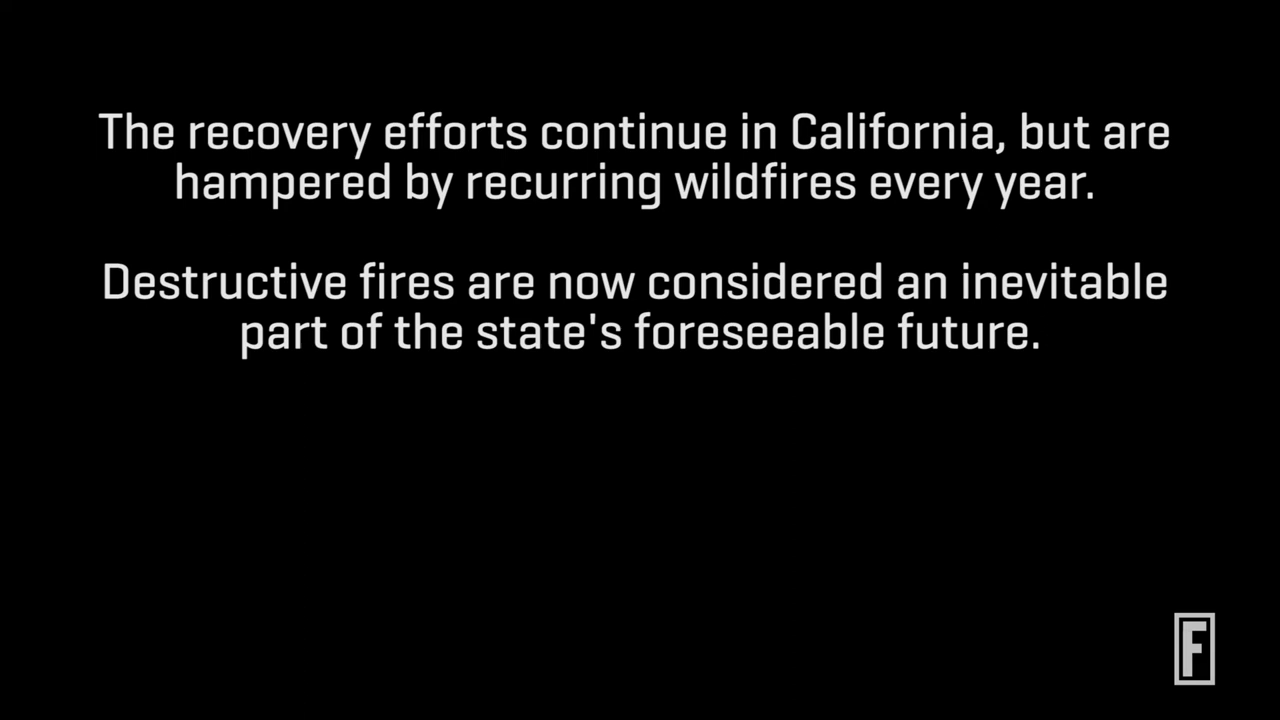 The recovery efforts continue in California, but are
hampered by recurring wildfires every year.
Destructive fires are now considered an inevitable
part of the state's foreseeable future.
F